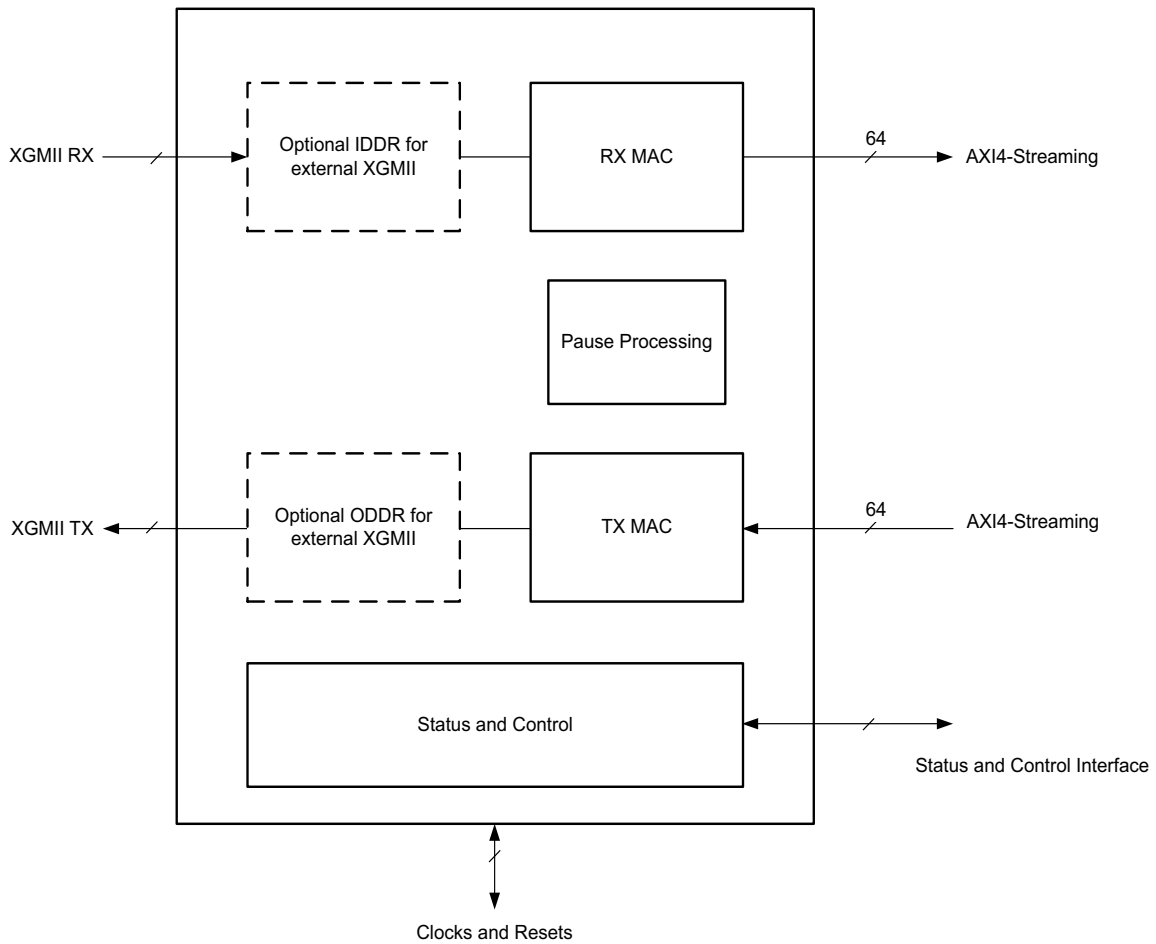 XGMII RX
Optional IDDR for
external XGMII
RX MAC
64
AXI4-Streaming
Pause Processing
XGMII TX
Optional ODDR for
external XGMII
TX MAC
64
AXI4-Streaming
Status and Control
Status and Control Interface
Clocks and Resets